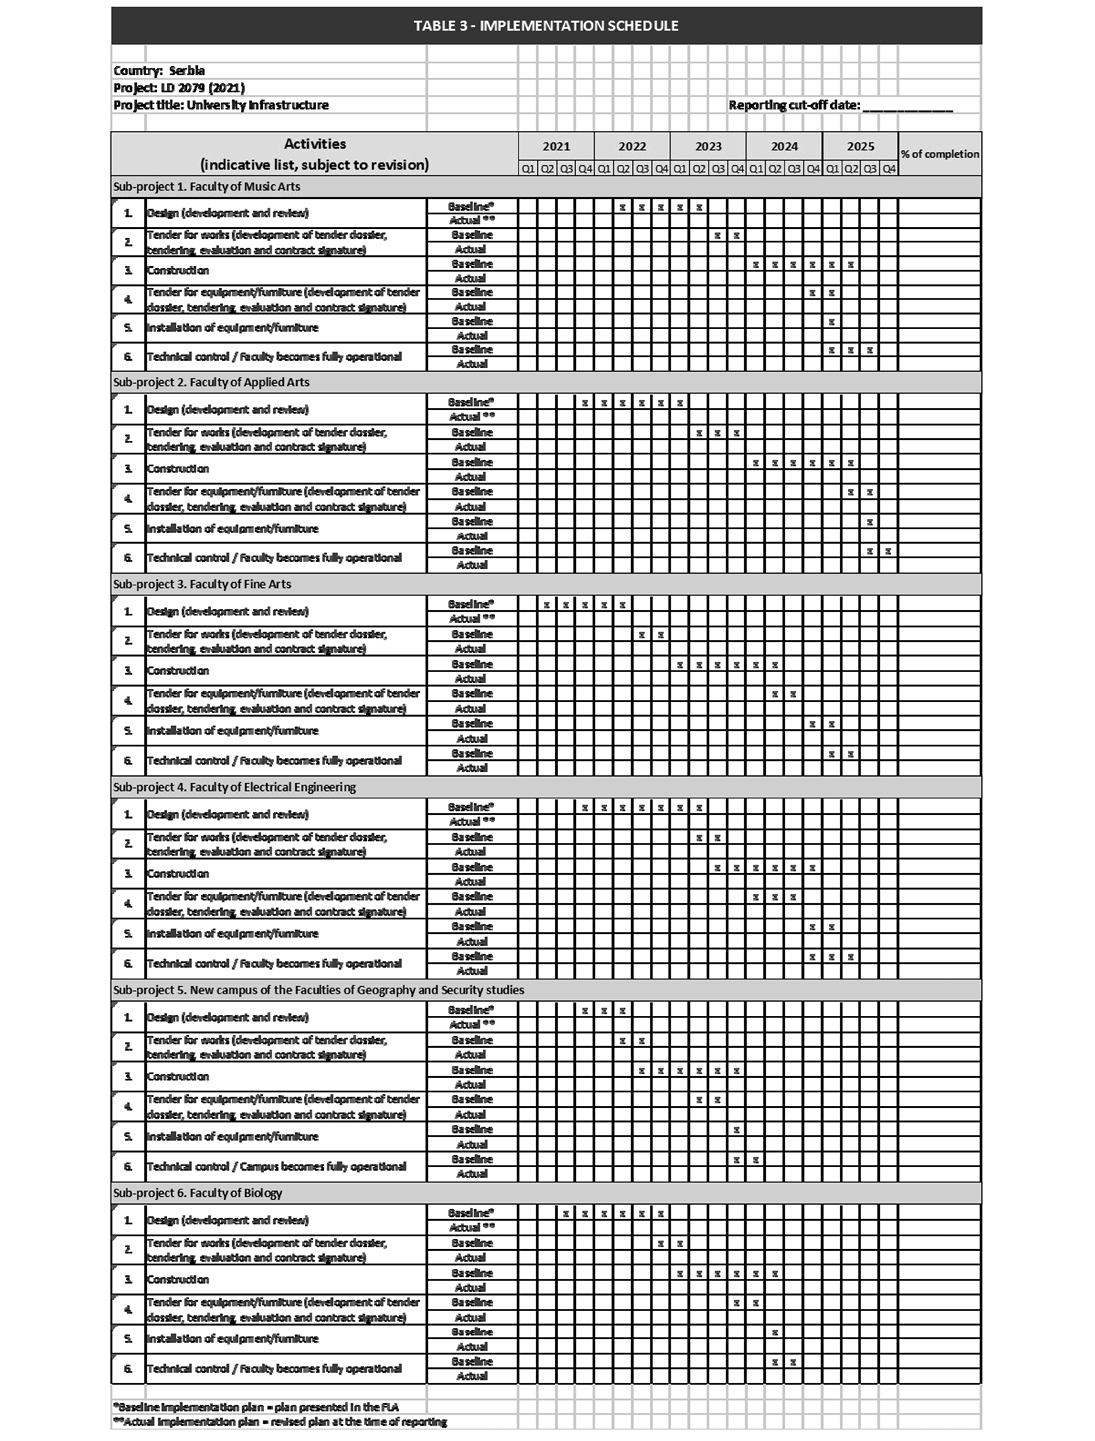 TABLE 3 - IMPLEMENTATION SCHEDULE
Country: Serbia
Project: LD 2079 (2021)
Project title: University Infrastructure Reporting cut-off date: ______________
Activities 2021 2022 2023 2024 2025 % of completion
(indicative list, subject to revision) Q1 Q2 Q3 Q4 Q1 Q2 Q3 Q4 Q1 Q2 Q3 Q4 Q1 Q2 Q3 Q4 Q1 Q2 Q3 Q4
Sub-project 1. Faculty of Music Arts
1. Design (development and review) Baseline* x x x x x
Actual **
2. Tender for works (development of tender dossier, Baseline x x
tendering, evaluation and contract signature) Actual
3. Construction Baseline x x x x x x
Actual
4. Tender for equipment/furniture (development of tender Baseline x x
dossier, tendering, evaluation and contract signature) Actual
5. Installation of equipment/furniture Baseline x
Actual
6. Technical control / Faculty becomes fully operational Baseline x x x
Actual
Sub-project 2. Faculty of Applied Arts
1. Design (development and review) Baseline* x x x x x x
Actual **
2. Tender for works (development of tender dossier, Baseline x x x
tendering, evaluation and contract signature) Actual
3. Construction Baseline x x x x x x
Actual
4. Tender for equipment/furniture (development of tender Baseline x x
dossier, tendering, evaluation and contract signature) Actual
5. Installation of equipment/furniture Baseline x
Actual
6. Technical control / Faculty becomes fully operational Baseline x x
Actual
Sub-project 3. Faculty of Fine Arts
1. Design (development and review) Baseline* x x x x x
Actual **
2. Tender for works (development of tender dossier, Baseline x x
tendering, evaluation and contract signature) Actual
3. Construction Baseline x x x x x x
Actual
4. Tender for equipment/furniture (development of tender Baseline x x
dossier, tendering, evaluation and contract signature) Actual
5. Installation of equipment/furniture Baseline x x
Actual
6. Technical control / Faculty becomes fully operational Baseline x x
Actual
Sub-project 4. Faculty of Electrical Engineering
1. Design (development and review) Baseline* x x x x x x x
Actual **
2. Tender for works (development of tender dossier, Baseline x x
tendering, evaluation and contract signature) Actual
3. Construction Baseline x x x x x x
Actual
4. Tender for equipment/furniture (development of tender Baseline x x x
dossier, tendering, evaluation and contract signature) Actual
5. Installation of equipment/furniture Baseline x x
Actual
6. Technical control / Faculty becomes fully operational Baseline x x x
Actual
Sub-project 5. New campus of the Faculties of Geography and Security studies
1. Design (development and review) Baseline* x x x
Actual **
2. Tender for works (development of tender dossier, Baseline x x
tendering, evaluation and contract signature) Actual
3. Construction Baseline x x x x x x
Actual
4. Tender for equipment/furniture (development of tender Baseline x x
dossier, tendering, evaluation and contract signature) Actual
5. Installation of equipment/furniture Baseline x
Actual
6. Technical control / Campus becomes fully operational Baseline x x
Actual
Sub-project 6. Faculty of Biology
1. Design (development and review) Baseline* x x x x x x
Actual **
2. Tender for works (development of tender dossier, Baseline x x
tendering, evaluation and contract signature) Actual
3. Construction Baseline x x x x x x
Actual
4. Tender for equipment/furniture (development of tender Baseline x x
dossier, tendering, evaluation and contract signature) Actual
5. Installation of equipment/furniture Baseline x
Actual
6. Technical control / Faculty becomes fully operational Baseline x x
Actual
*Baseline implementation plan = plan presented in the FLA
**Actual implementation plan = revised plan at the time of reporting